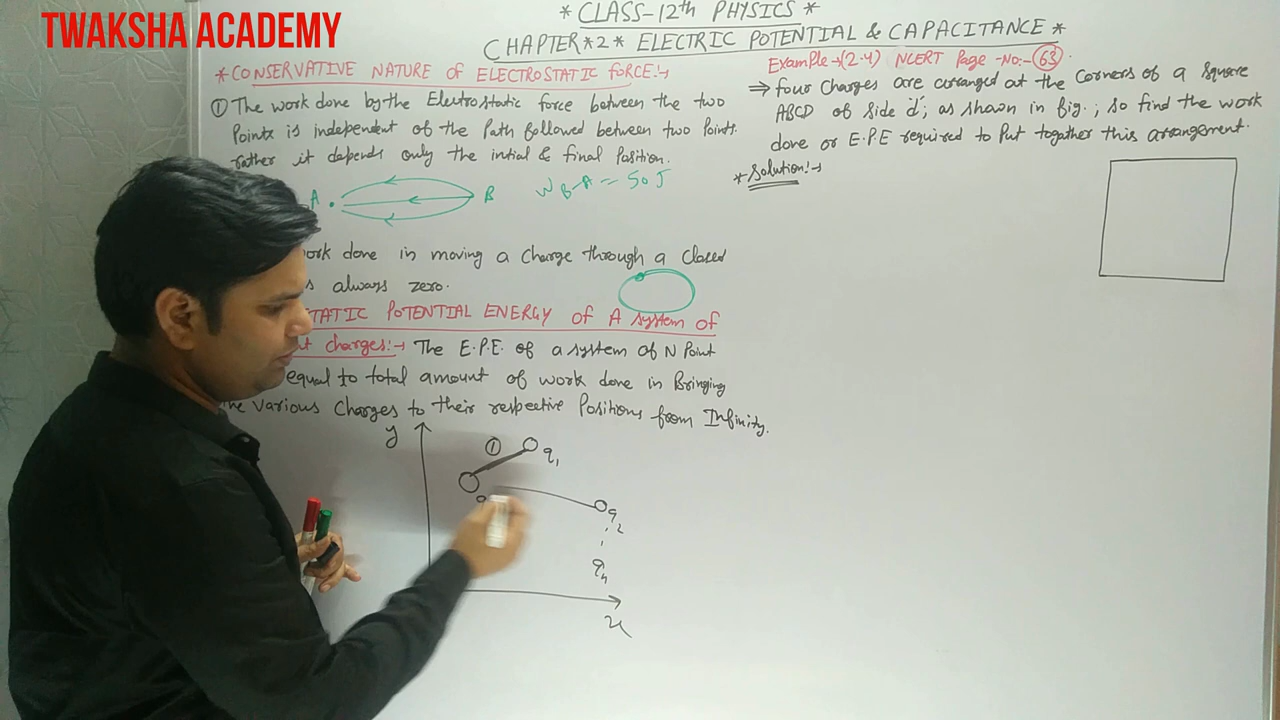 TWAKSHA ACADEMY
* CLASS-12th PHYSICS *
CHAPTER*2* ELECTRIC POTENTIAL & CAPACITANCE *
* CONSERVATIVE NATURE of ELECTROSTATIC force!→
① The work done by the Electrostatic force between the two
Points is independent of the Path followed between two Points.
rather it depends only the intial & final Position.
A B W B-A = 50 J
ork done in moving a charge through a closed
s always zero.
TATIC POTENTIAL ENERGY of A system of
nt charges:→ The E.P.E. of a system of N Point
equal to total amount of work done in Bringing
the various Charges to their respective Positions from Infinity.
y
① q1
q2
qn
x
Example→(2.4) NCERT Page-No:-63.
⇒ four Charges are arranged at the corners of a square
ABCD of side 'd'; as shown in fig.; so find the work
done or E.P.E required to Put together this arrangement.
* Solution!→